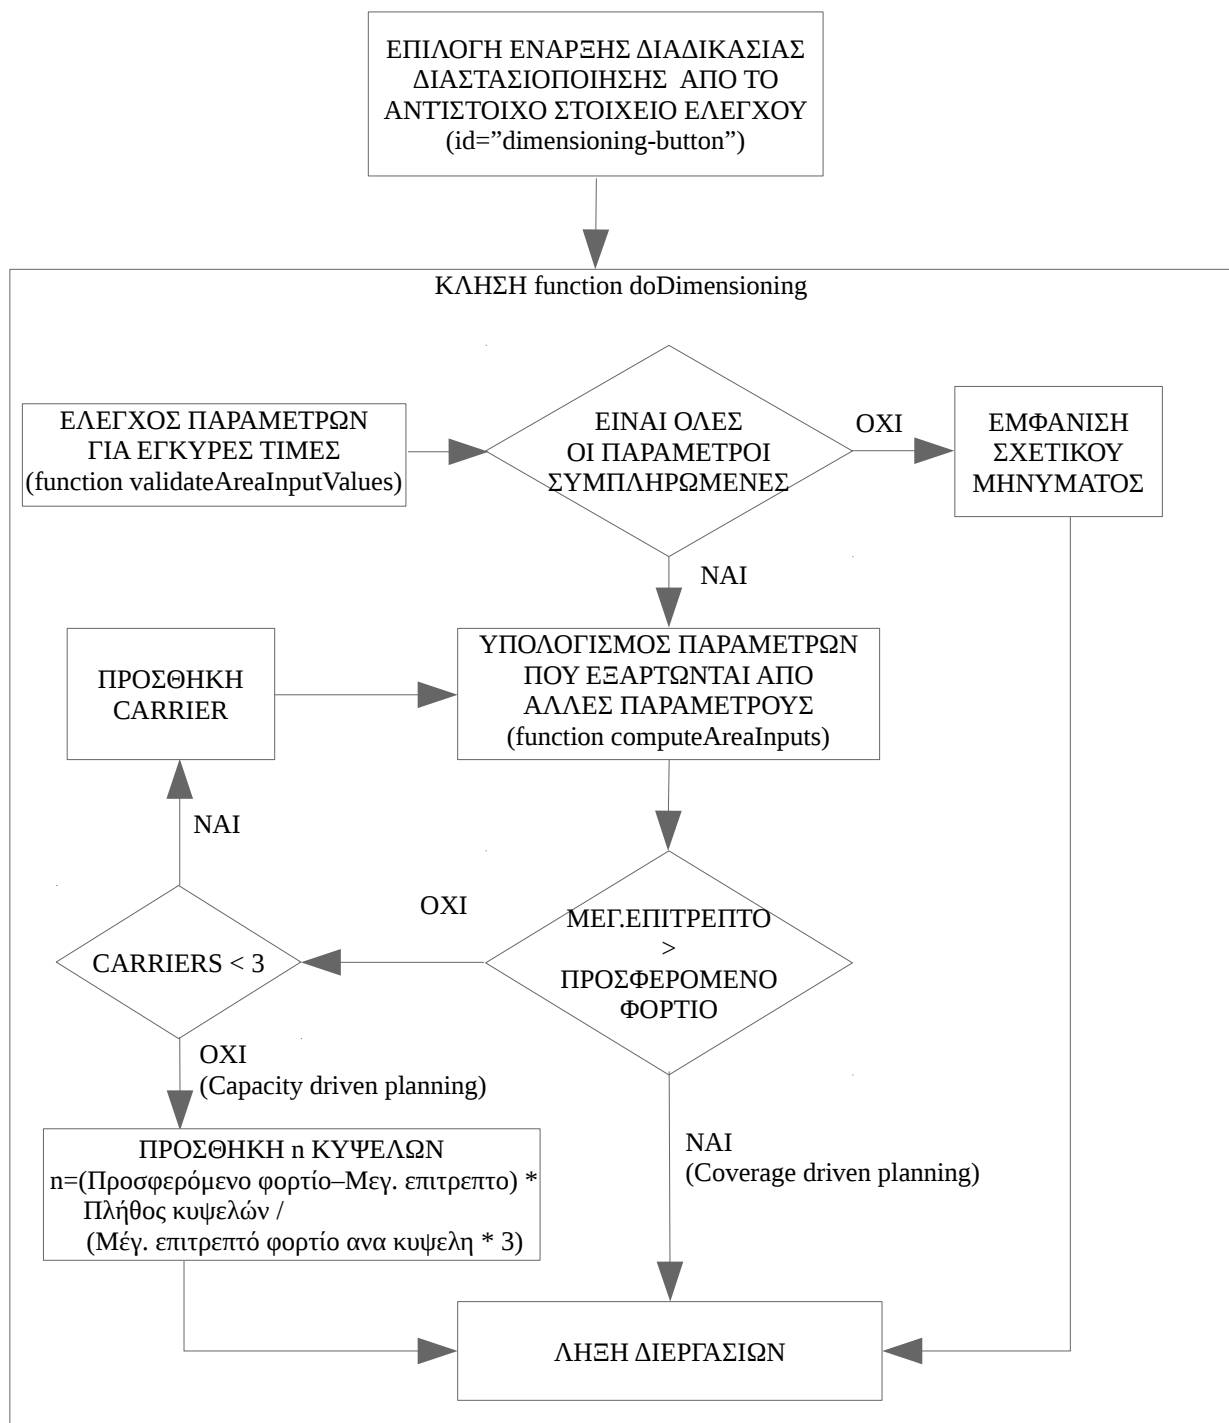 ΕΠΙΛΟΓΗ ΕΝΑΡΞΗΣ ΔΙΑΔΙΚΑΣΙΑΣ
ΔΙΑΣΤΑΣΙΟΠΟΙΗΣΗΣ ΑΠΟ ΤΟ
ΑΝΤΊΣΤΟΙΧΟ ΣΤΟΙΧΕΙΟ ΕΛΕΓΧΟΥ
(id=”dimensioning-button”)
ΚΛΗΣΗ function doDimensioning
ΕΛΕΓΧΟΣ ΠΑΡΑΜΕΤΡΩΝ
ΓΙΑ ΕΓΚΥΡΕΣ ΤΙΜΕΣ
(function validateAreaInputValues)
ΕΙΝΑΙ ΟΛΕΣ
ΟΙ ΠΑΡΑΜΕΤΡΟΙ
ΣΥΜΠΛΗΡΩΜΕΝΕΣ
ΟΧΙ
ΕΜΦΑΝΙΣΗ
ΣΧΕΤΙΚΟΥ
ΜΗΝΥΜΑΤΟΣ
ΝΑΙ
ΠΡΟΣΘΗΚΗ
CARRIER
ΥΠΟΛΟΓΙΣΜΟΣ ΠΑΡΑΜΕΤΡΩΝ
ΠΟΥ ΕΞΑΡΤΩΝΤΑΙ ΑΠΟ
ΑΛΛΕΣ ΠΑΡΑΜΕΤΡΟΥΣ
(function computeAreaInputs)
ΝΑΙ
ΟΧΙ
CARRIERS < 3
ΜΕΓ.ΕΠΙΤΡΕΠΤΟ
>
ΠΡΟΣΦΕΡΟΜΕΝΟ
ΦΟΡΤΙΟ
ΟΧΙ
(Capacity driven planning)
ΝΑΙ
(Coverage driven planning)
ΠΡΟΣΘΗΚΗ n ΚΥΨΕΛΩΝ
n=(Προσφερόμενο φορτίο–Μεγ. επιτρεπτο) *
Πλήθος κυψελών /
(Μέγ. επιτρεπτό φορτίο ανα κυψελη * 3)
ΛΗΞΗ ΔΙΕΡΓΑΣΙΩΝ